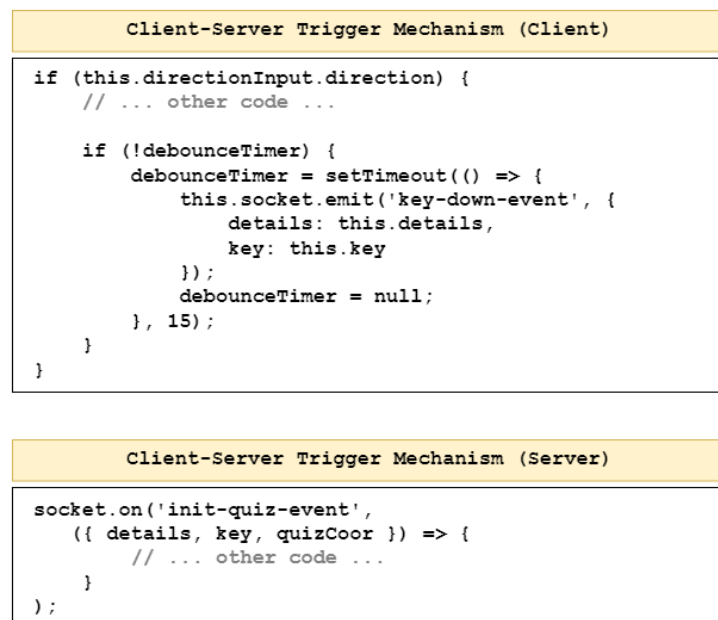 Client-Server Trigger Mechanism (Client)
if (this.directionInput.direction) {
    // ... other code ...

    if (!debounceTimer) {
        debounceTimer = setTimeout(() => {
            this.socket.emit('key-down-event', {
                details: this.details,
                key: this.key
            });
            debounceTimer = null;
        }, 15);
    }
}
Client-Server Trigger Mechanism (Server)
socket.on('init-quiz-event',
   ({ details, key, quizCoor }) => {
        // ... other code ...
    }
);